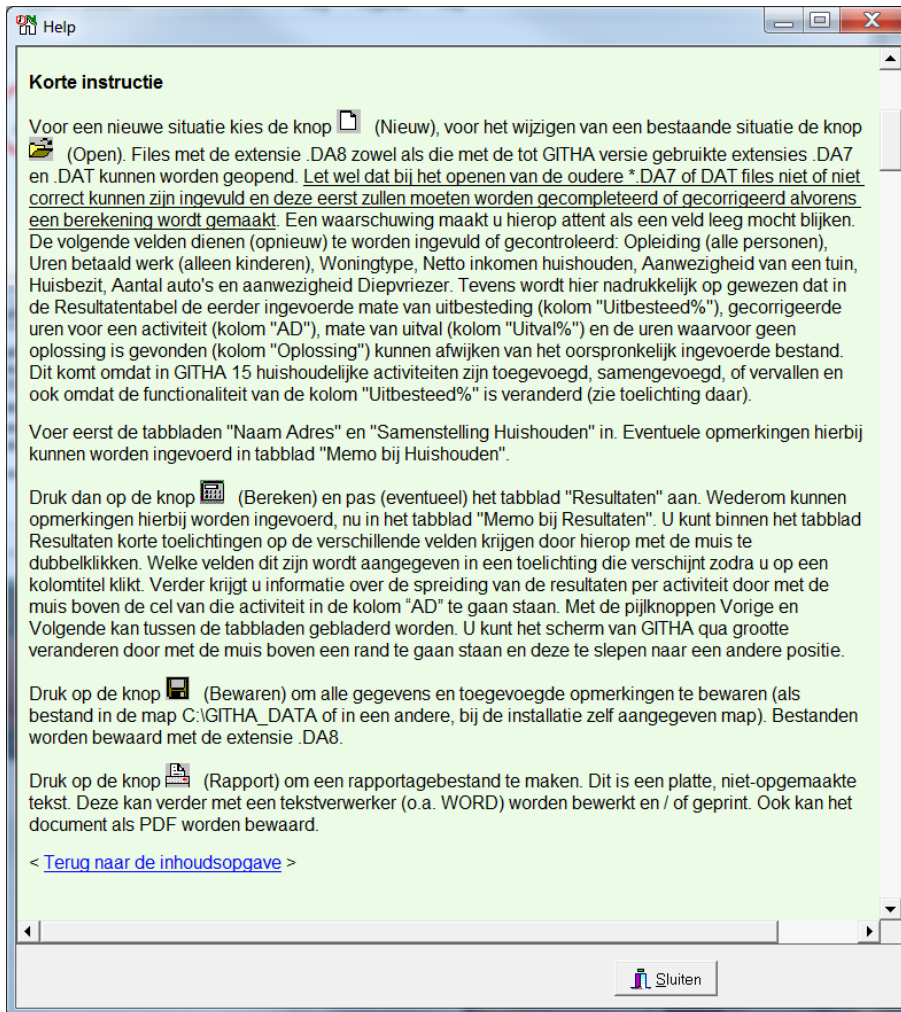 Help
Korte instructie
Voor een nieuwe situatie kies de knop (Nieuw), voor het wijzigen van een bestaande situatie de knop
(Open). Files met de extensie .DA8 zowel als die met de tot GITHA versie gebruikte extensies .DA7
en .DAT kunnen worden geopend. Let wel dat bij het openen van de oudere *.DA7 of DAT files niet of niet
correct kunnen zijn ingevuld en deze eerst zullen moeten worden gecompleteerd of gecorrigeerd alvorens
een berekening wordt gemaakt. Een waarschuwing maakt u hierop attent als een veld leeg mocht blijken.
De volgende velden dienen (opnieuw) te worden ingevuld of gecontroleerd: Opleiding (alle personen),
Uren betaald werk (alleen kinderen), Woningtype, Netto inkomen huishouden, Aanwezigheid van een tuin,
Huisbezit, Aantal auto's en aanwezigheid Diepvriezer. Tevens wordt hier nadrukkelijk op gewezen dat in
de Resultatentabel de eerder ingevoerde mate van uitbesteding (kolom "Uitbesteed%"), gecorrigeerde
uren voor een activiteit (kolom "AD"), mate van uitval (kolom "Uitval%") en de uren waarvoor geen
oplossing is gevonden (kolom "Oplossing") kunnen afwijken van het oorspronkelijk ingevoerde bestand.
Dit komt omdat in GITHA 15 huishoudelijke activiteiten zijn toegevoegd, samengevoegd, of vervallen en
ook omdat de functionaliteit van de kolom "Uitbesteed%" is veranderd (zie toelichting daar).
Voer eerst de tabbladen "Naam Adres" en "Samenstelling Huishouden" in. Eventuele opmerkingen hierbij
kunnen worden ingevoerd in tabblad "Memo bij Huishouden".
Druk dan op de knop (Bereken) en pas (eventueel) het tabblad "Resultaten" aan. Wederom kunnen
opmerkingen hierbij worden ingevoerd, nu in het tabblad "Memo bij Resultaten". U kunt binnen het tabblad
Resultaten korte toelichtingen op de verschillende velden krijgen door hierop met de muis te
dubbelklikken. Welke velden dit zijn wordt aangegeven in een toelichting die verschijnt zodra u op een
kolomtitel klikt. Verder krijgt u informatie over de spreiding van de resultaten per activiteit door met de
muis boven de cel van die activiteit in de kolom “AD” te gaan staan. Met de pijlknoppen Vorige en
Volgende kan tussen de tabbladen gebladerd worden. U kunt het scherm van GITHA qua grootte
veranderen door met de muis boven een rand te gaan staan en deze te slepen naar een andere positie.
Druk op de knop (Bewaren) om alle gegevens en toegevoegde opmerkingen te bewaren (als
bestand in de map C:\GITHA_DATA of in een andere, bij de installatie zelf aangegeven map). Bestanden
worden bewaard met de extensie .DA8.
Druk op de knop (Rapport) om een rapportagebestand te maken. Dit is een platte, niet-opgemaakte
tekst. Deze kan verder met een tekstverwerker (o.a. WORD) worden bewerkt en / of geprint. Ook kan het
document als PDF worden bewaard.
< Terug naar de inhoudsopgave >
Sluiten